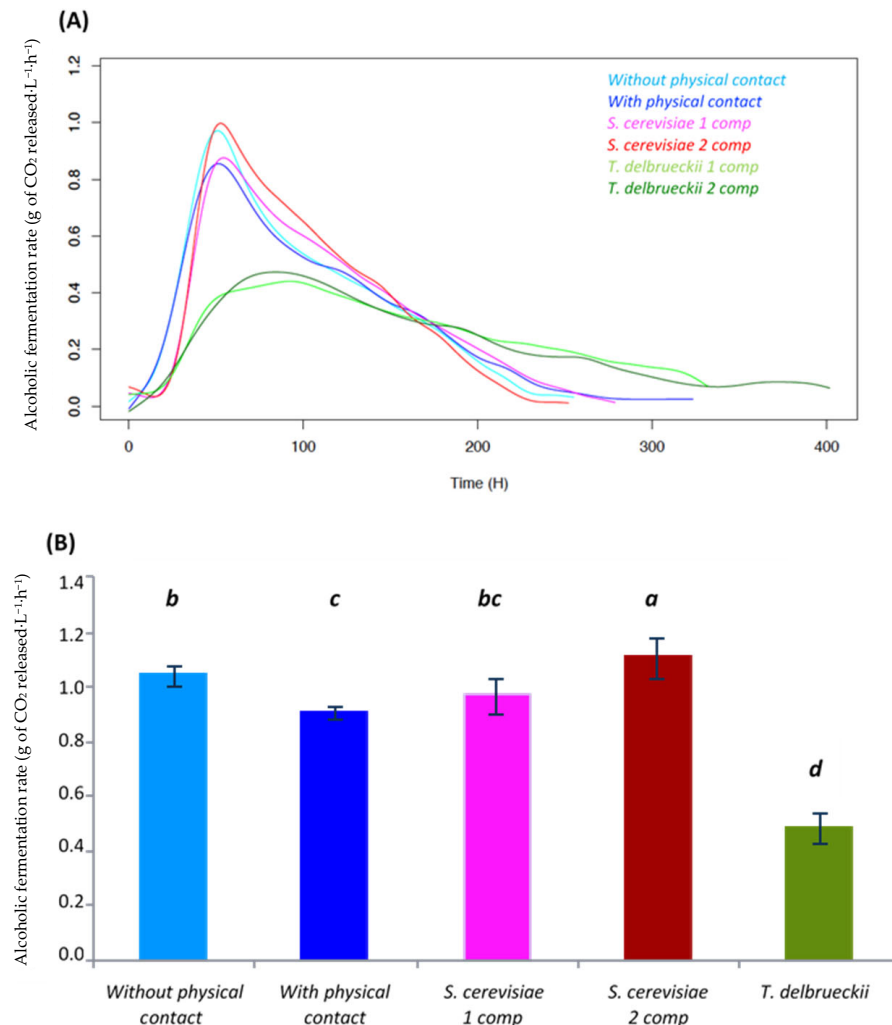 (A)
Alcoholic fermentation rate (g of CO₂ released·L⁻¹·h⁻¹)
1.2
1.0
0.8
0.6
0.4
0.2
0.0
Without physical contact
With physical contact
S. cerevisiae 1 comp
S. cerevisiae 2 comp
T. delbrueckii 1 comp
T. delbrueckii 2 comp
0 100 200 300 400
Time (H)
(B)
Alcoholic fermentation rate (g of CO₂ released·L⁻¹·h⁻¹)
1.4
1.2
1.0
0.8
0.6
0.4
0.2
0.0
b c bc a d
Without physical contact
With physical contact
S. cerevisiae 1 comp
S. cerevisiae 2 comp
T. delbrueckii